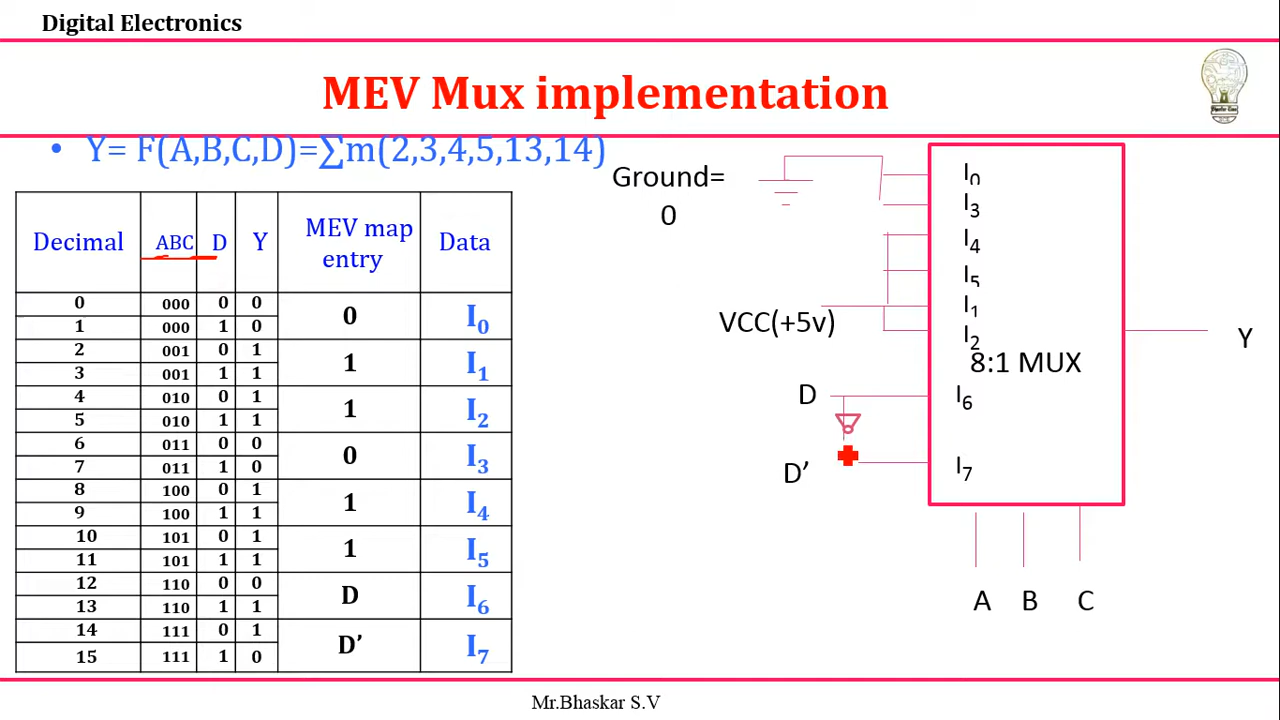 Digital Electronics
MEV Mux implementation
• Y= F(A,B,C,D)=∑m(2,3,4,5,13,14)
Decimal ABC D Y MEV map entry Data
0 000 0 0 0 I0
1 000 1 0
2 001 0 1 1 I1
3 001 1 1
4 010 0 1 1 I2
5 010 1 1
6 011 0 0 0 I3
7 011 1 0
8 100 0 1 1 I4
9 100 1 1
10 101 0 1 1 I5
11 101 1 1
12 110 0 0 D I6
13 110 1 1
14 111 0 1 D’ I7
15 111 1 0
Ground=
0
VCC(+5v)
D
D’
I0
I3
I4
I5
I1
I2
8:1 MUX
I6
I7
Y
A B C
Mr.Bhaskar S.V